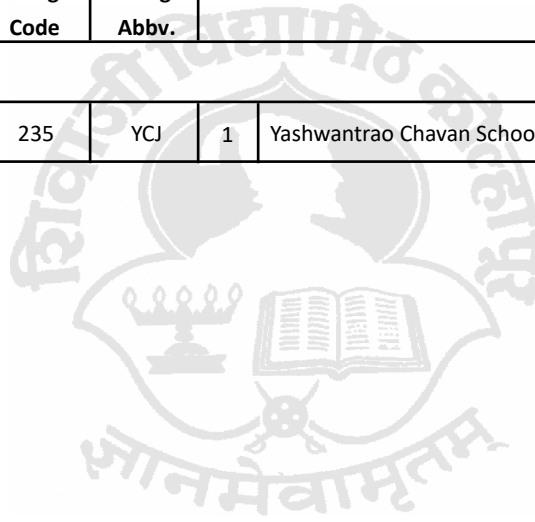 Code Abbv.
235 YCJ 1 Yashwantrao Chavan Schoo
शिवाजी विद्यापीठ कोल्हापूर
ज्ञानमेवामृतम्